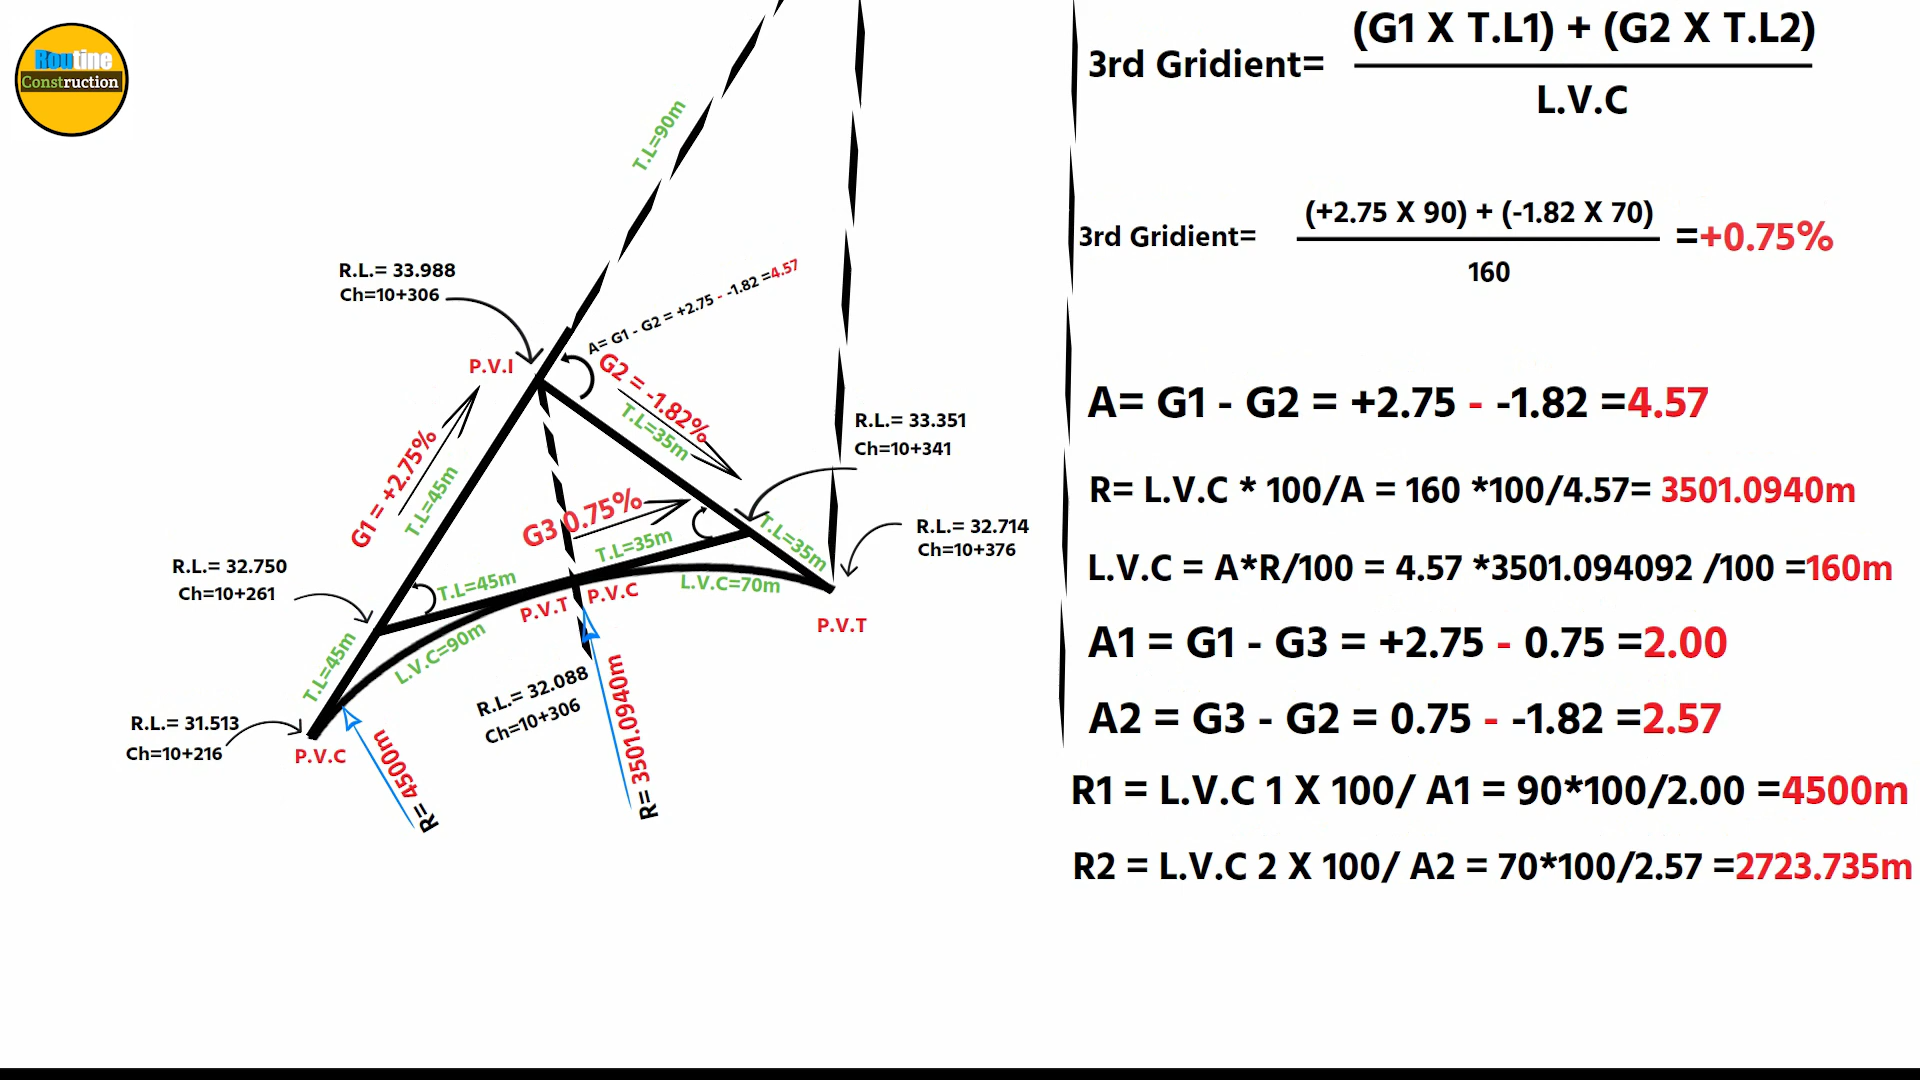 Routine
Construction
T.L=90m
R.L.= 33.988
Ch=10+306
A= G1 - G2 = +2.75 - -1.82 =4.57
P.V.I
G2 = -1.82%
T.L=35m
G1 = +2.75%
T.L=45m
R.L.= 33.351
Ch=10+341
G3 0.75%
T.L=35m
T.L=35m
R.L.= 32.714
Ch=10+376
R.L.= 32.750
Ch=10+261
T.L=45m
L.V.C=70m
P.V.T
P.V.C
P.V.T
L.V.C=90m
T.L=45m
R.L.= 32.088
Ch=10+306
R.L.= 31.513
Ch=10+216
P.V.C
R= 4500m
R= 3501.0940m
3rd Gridient= (G1 X T.L1) + (G2 X T.L2)
L.V.C
3rd Gridient= (+2.75 X 90) + (-1.82 X 70) =+0.75%
160
A= G1 - G2 = +2.75 - -1.82 =4.57
R= L.V.C * 100/A = 160 *100/4.57= 3501.0940m
L.V.C = A*R/100 = 4.57 *3501.094092 /100 =160m
A1 = G1 - G3 = +2.75 - 0.75 =2.00
A2 = G3 - G2 = 0.75 - -1.82 =2.57
R1 = L.V.C 1 X 100/ A1 = 90*100/2.00 =4500m
R2 = L.V.C 2 X 100/ A2 = 70*100/2.57 =2723.735m